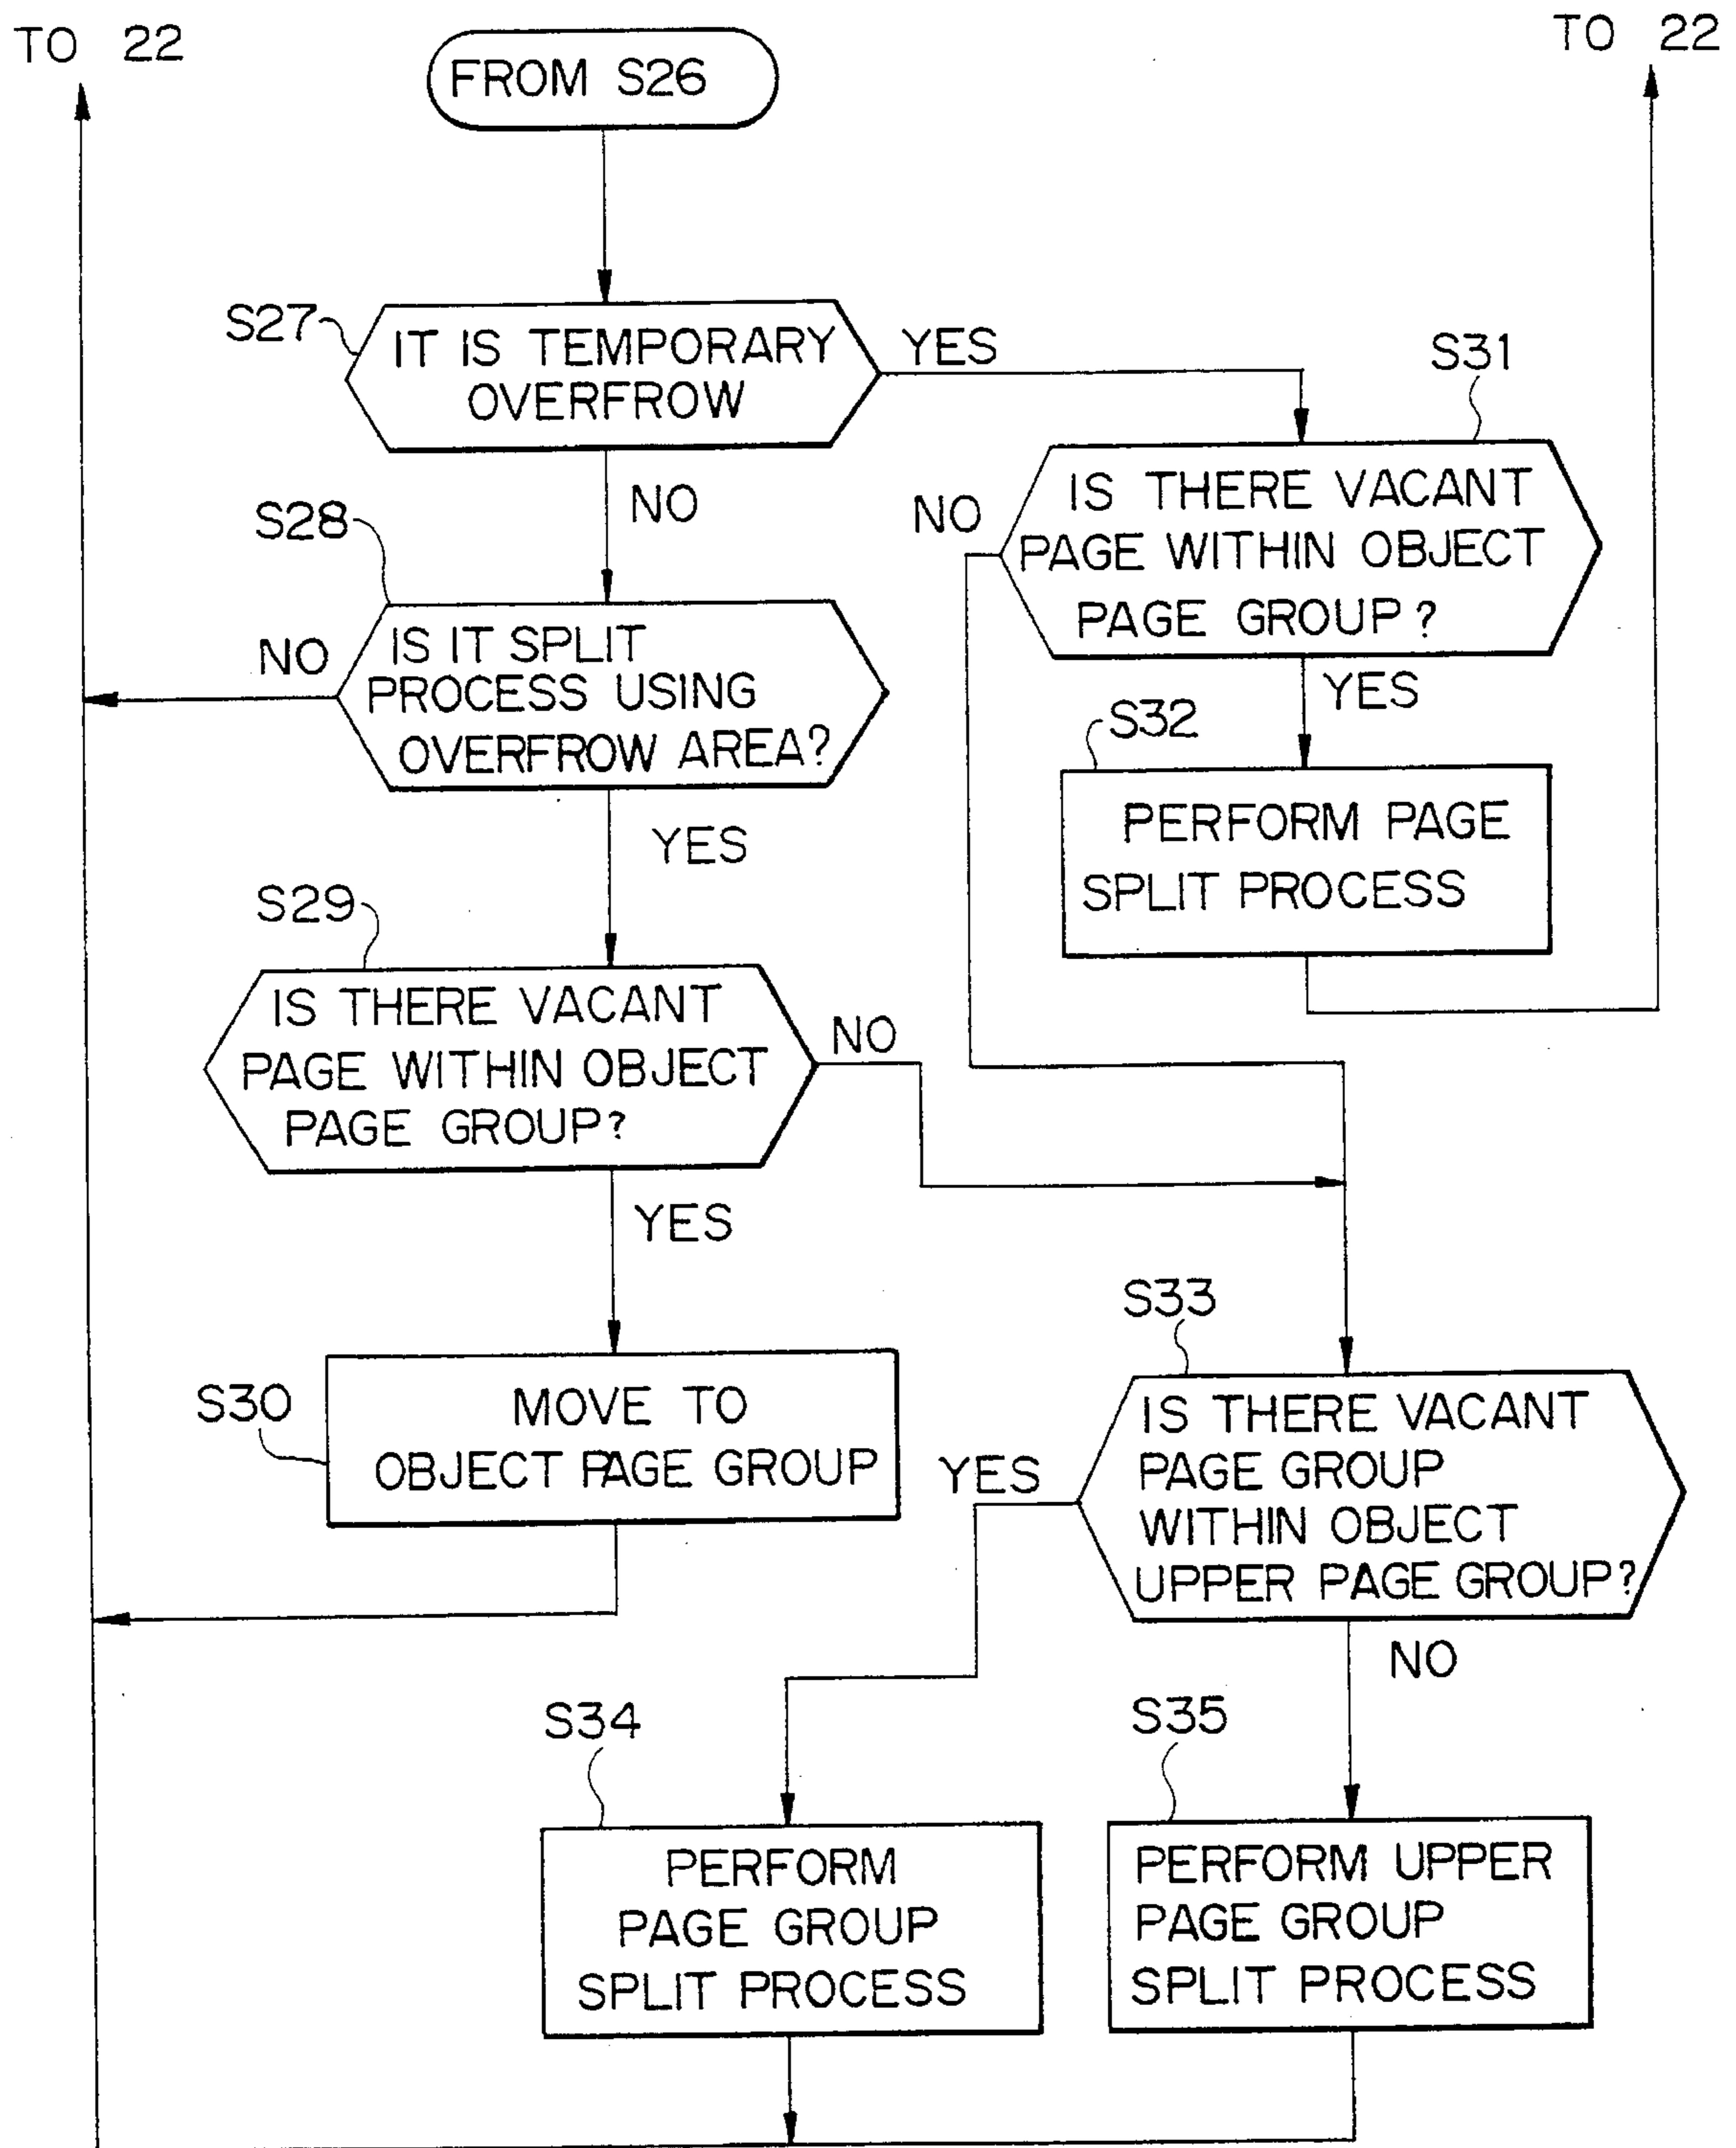 TO 22
FROM S26
TO 22
S27
IT IS TEMPORARY
OVERFROW
YES
S31
IS THERE VACANT
PAGE WITHIN OBJECT
PAGE GROUP?
NO
NO
S28
IS IT SPLIT
PROCESS USING
OVERFROW AREA?
NO
YES
S32
PERFORM PAGE
SPLIT PROCESS
YES
S29
IS THERE VACANT
PAGE WITHIN OBJECT
PAGE GROUP?
NO
YES
S30
MOVE TO
OBJECT PAGE GROUP
S33
IS THERE VACANT
PAGE GROUP
WITHIN OBJECT
UPPER PAGE GROUP?
YES
NO
S34
PERFORM
PAGE GROUP
SPLIT PROCESS
S35
PERFORM UPPER
PAGE GROUP
SPLIT PROCESS